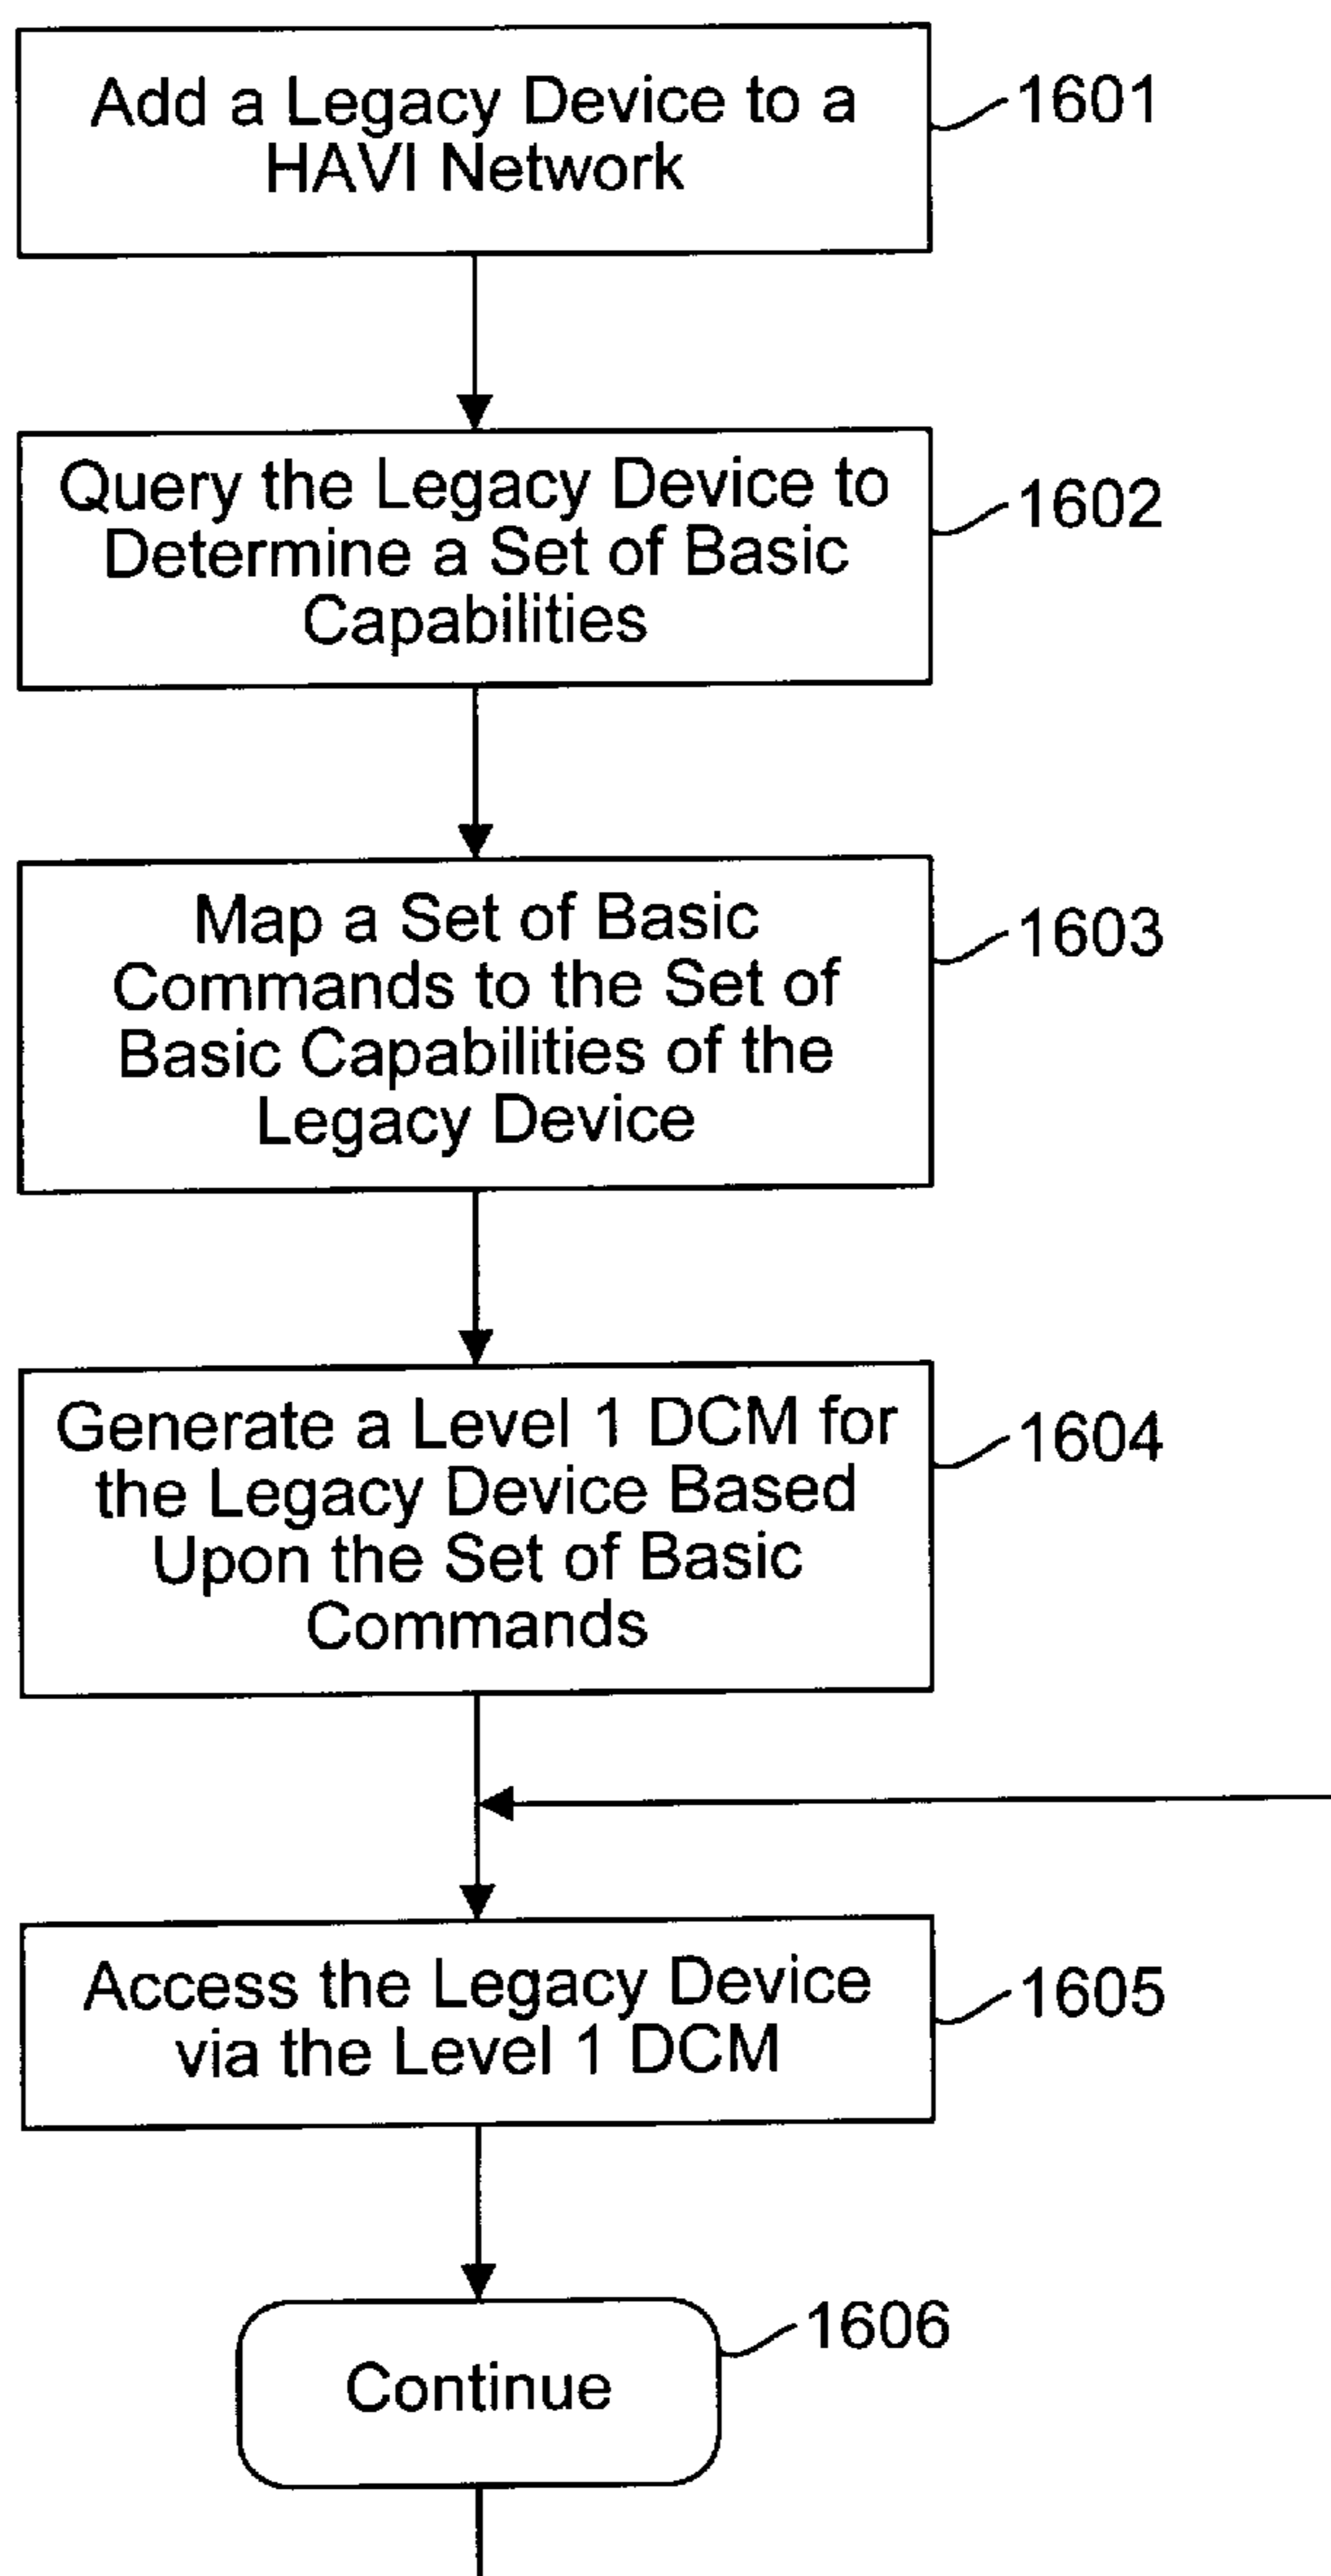 Add a Legacy Device to a
HAVI Network
1601
Query the Legacy Device to
Determine a Set of Basic
Capabilities
1602
Map a Set of Basic
Commands to the Set of
Basic Capabilities of the
Legacy Device
1603
Generate a Level 1 DCM for
the Legacy Device Based
Upon the Set of Basic
Commands
1604
Access the Legacy Device
via the Level 1 DCM
1605
Continue
1606